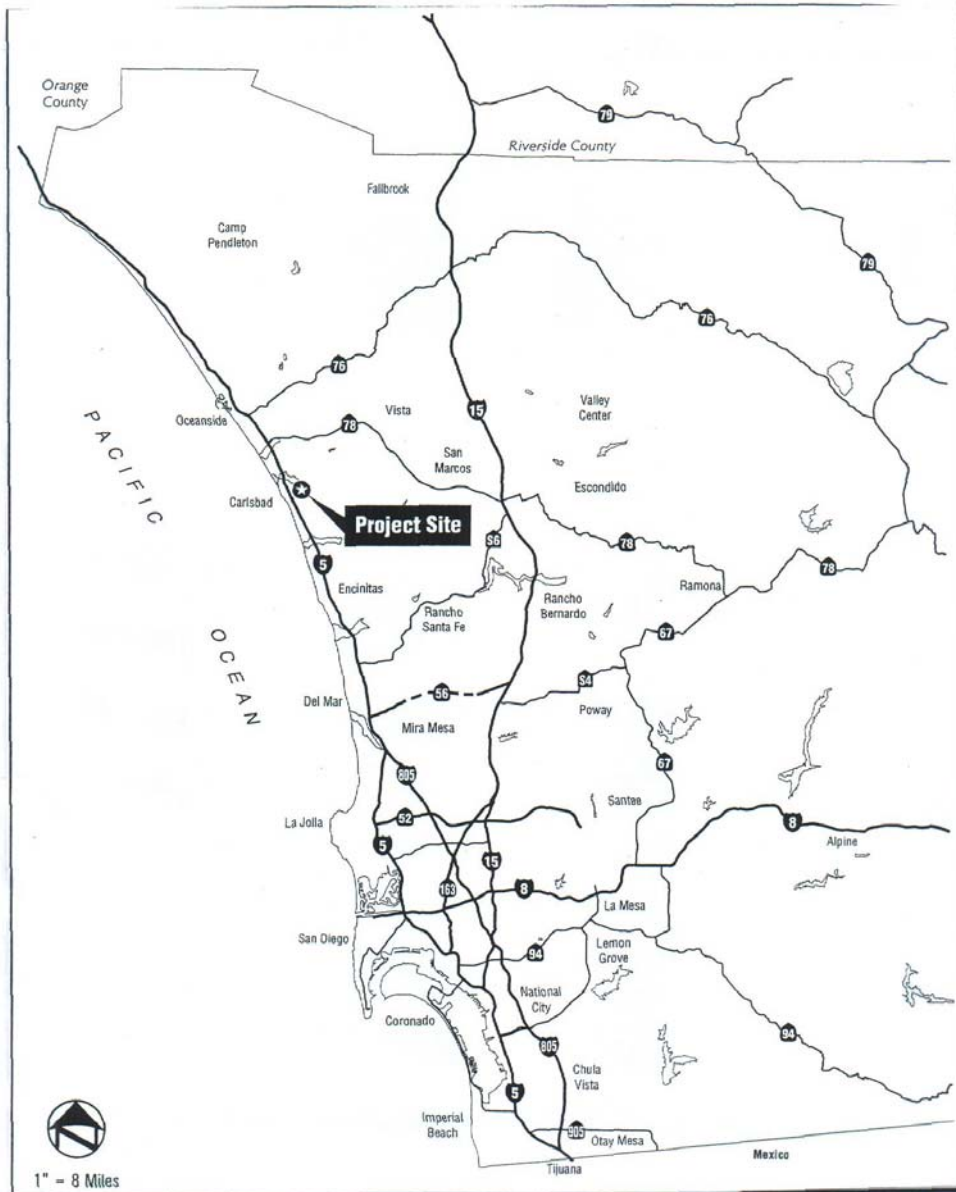 Orange
County
79
Riverside County
Fallbrook
Camp
Pendleton
79
76
76
15
Valley
Center
Vista
Oceanside
78
San
Marcos
Escondido
Carlsbad
Project Site
S6
78
78
5
Encinitas
Rancho
Santa Fe
Rancho
Bernardo
Ramona
67
PACIFIC
OCEAN
56
S4
Del Mar
Mira Mesa
Poway
67
805
Santee
La Jolla
52
8
5
Alpine
15
163
8
La Mesa
San Diego
94
Lemon
Grove
National
City
Coronado
94
805
Chula
Vista
5
Imperial
Beach
905
Otay Mesa
Mexico
Tijuana
1" = 8 Miles